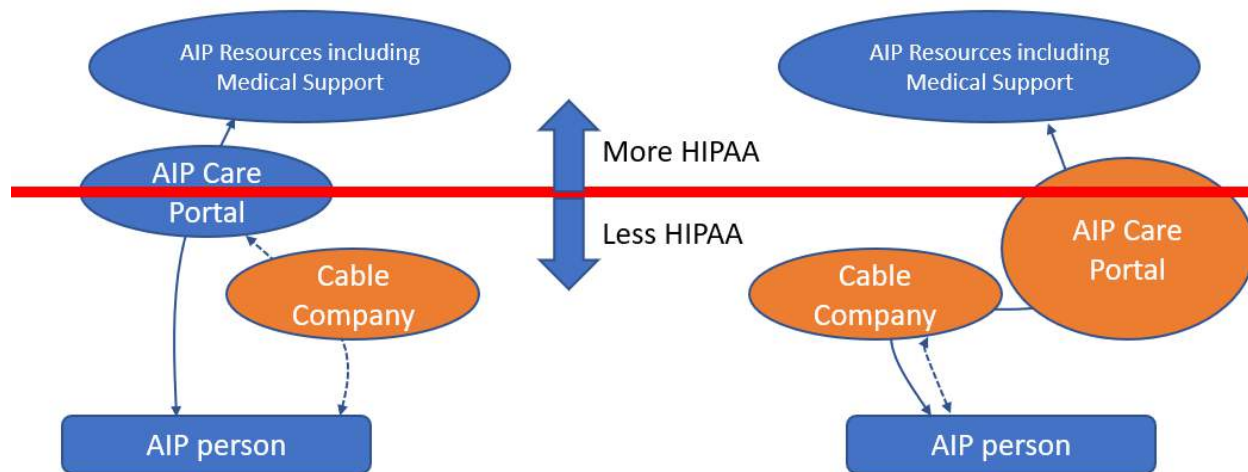 AIP Resources including
Medical Support
AIP Care
Portal
Cable
Company
AIP person
More HIPAA
Less HIPAA
AIP Resources including
Medical Support
AIP Care
Portal
Cable
Company
AIP person